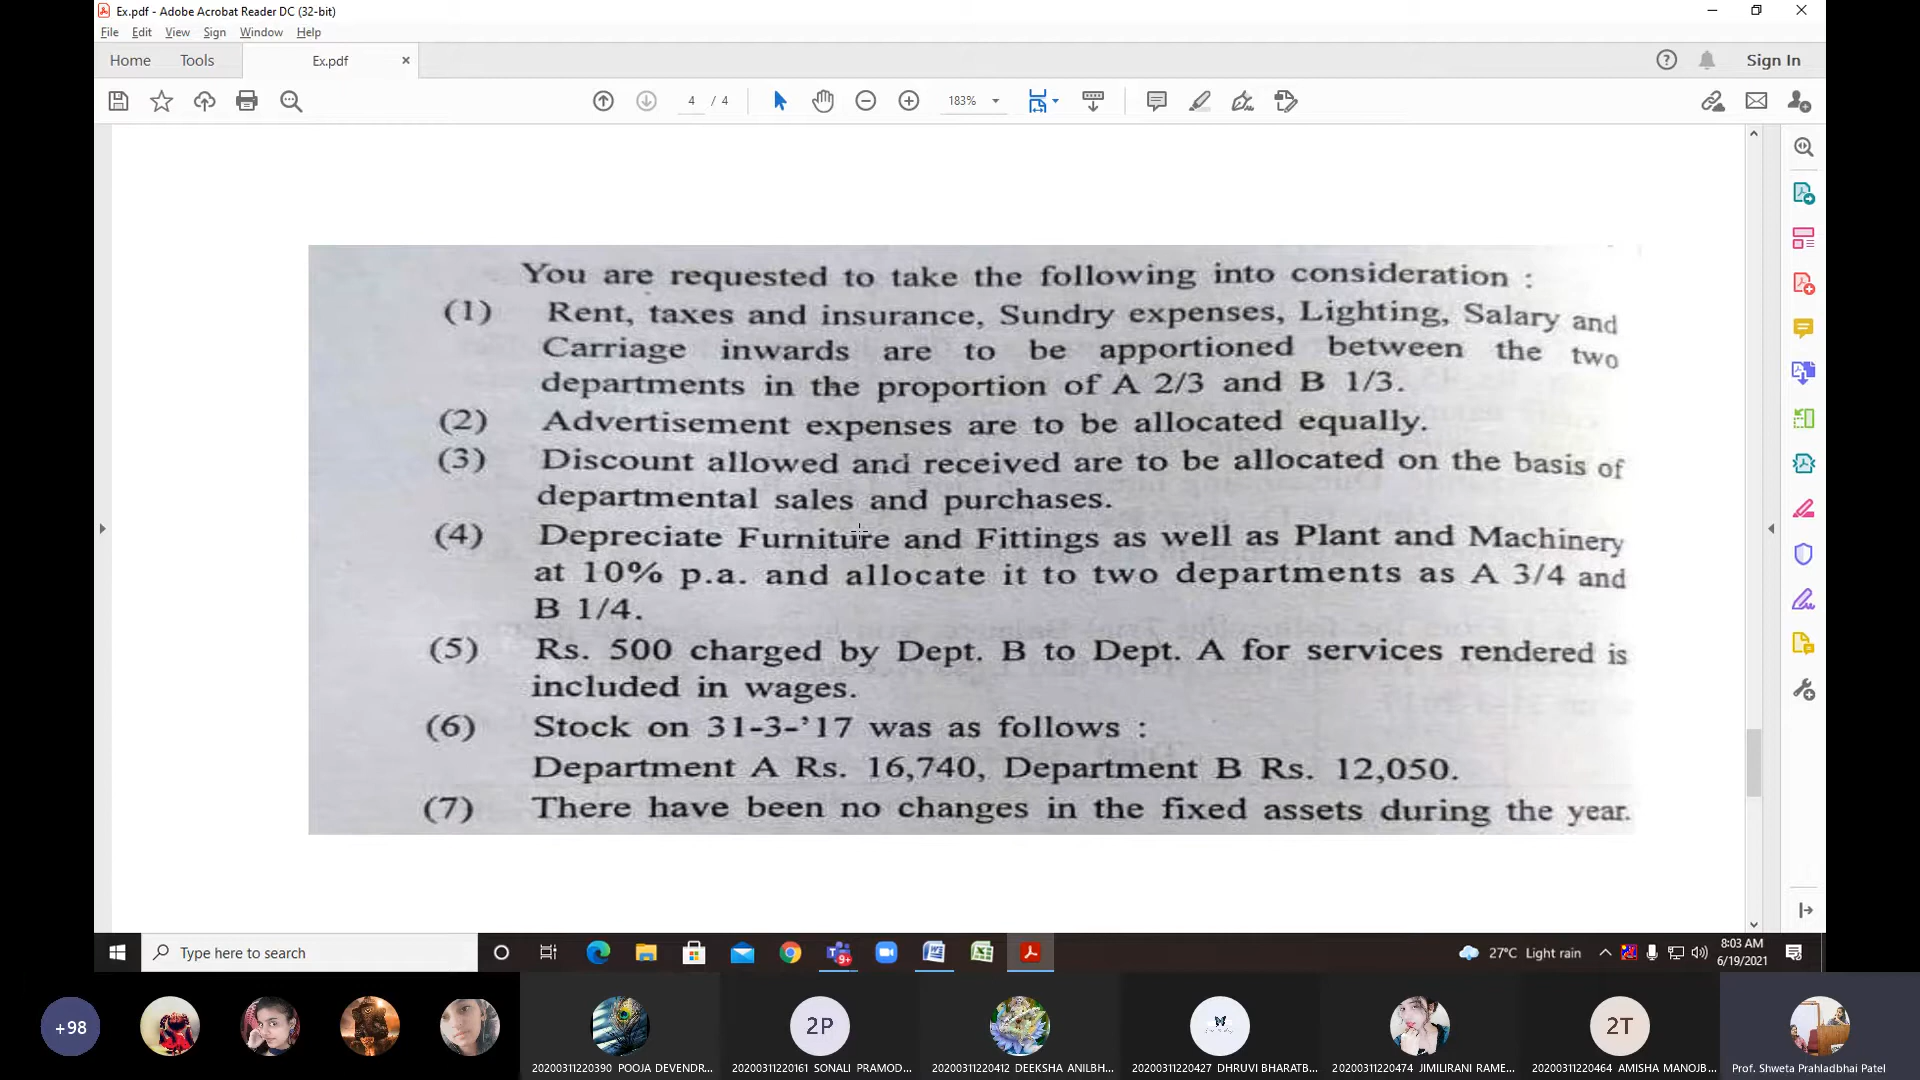 Ex.pdf - Adobe Acrobat Reader DC (32-bit)
File Edit View Sign Window Help
Home Tools Ex.pdf × Sign In
4 / 4 183%
You are requested to take the following into consideration :
(1) Rent, taxes and insurance, Sundry expenses, Lighting, Salary and
Carriage inwards are to be apportioned between the two
departments in the proportion of A 2/3 and B 1/3.
(2) Advertisement expenses are to be allocated equally.
(3) Discount allowed and received are to be allocated on the basis of
departmental sales and purchases.
(4) Depreciate Furniture and Fittings as well as Plant and Machinery
at 10% p.a. and allocate it to two departments as A 3/4 and
B 1/4.
(5) Rs. 500 charged by Dept. B to Dept. A for services rendered is
included in wages.
(6) Stock on 31-3-'17 was as follows :
Department A Rs. 16,740, Department B Rs. 12,050.
(7) There have been no changes in the fixed assets during the year.
Type here to search
9+
27°C Light rain
8:03 AM
6/19/2021
+98 2P 2T
20200311220390 POOJA DEVENDR... 20200311220161 SONALI PRAMOD... 20200311220412 DEEKSHA ANILBH... 20200311220427 DHRUVI BHARATB... 20200311220474 JIMILIRANI RAME... 20200311220464 AMISHA MANOJB... Prof. Shweta Prahladbhai Patel